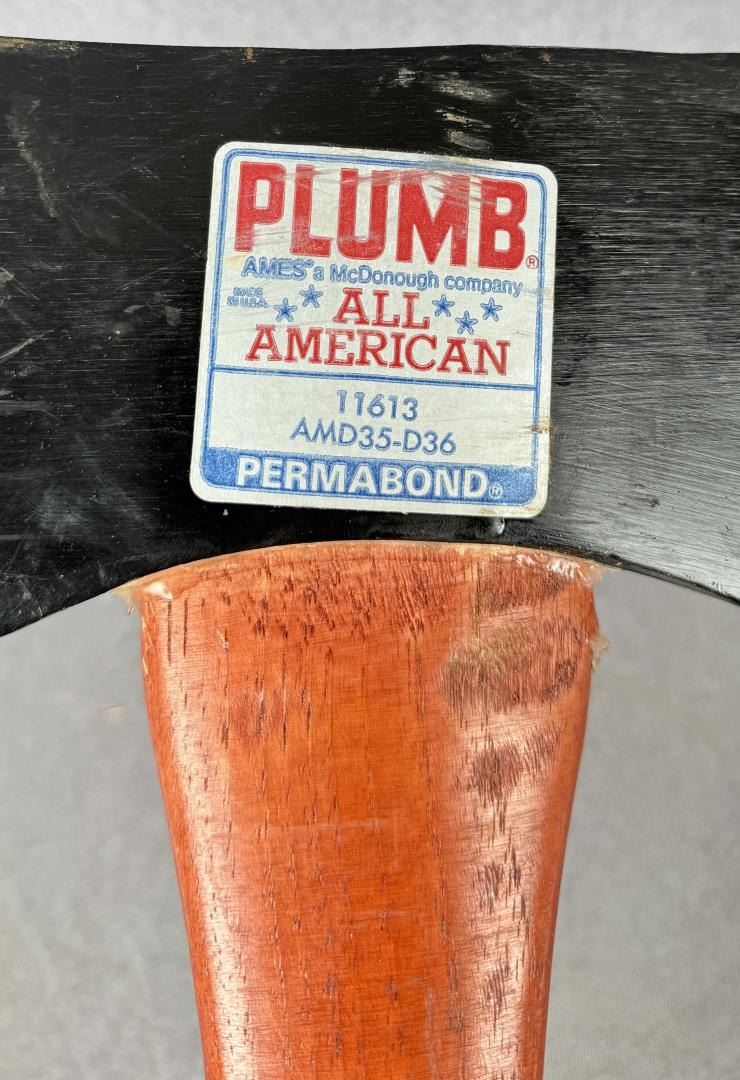 PLUMB®
AMES® a McDonough company
MADE
IN U.S.A.
ALL
AMERICAN
11613
AMD35-D36
PERMABOND®